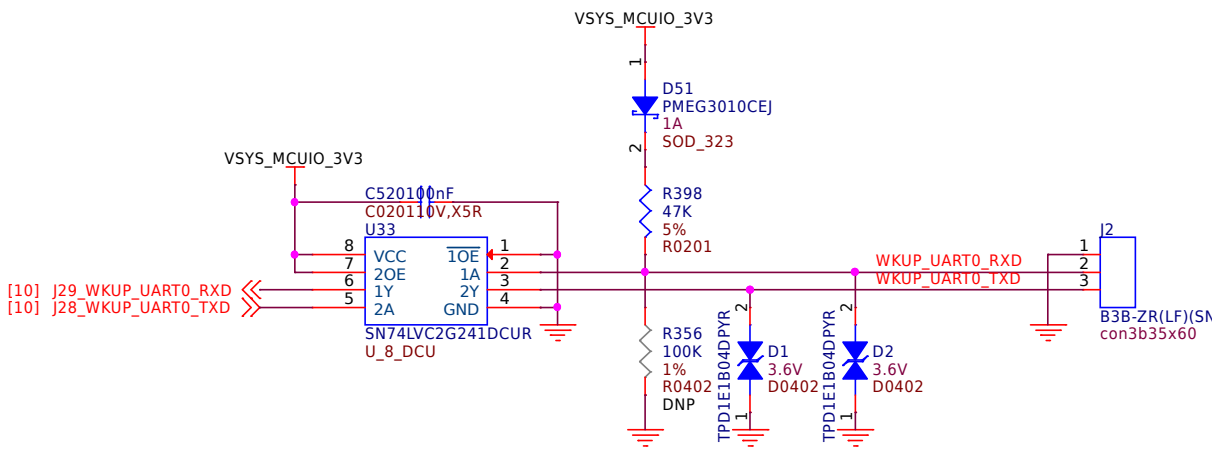 VSYS_MCUIO_3V3
1
D51
PMEG3010CEJ
1A
SOD_323
2
VSYS_MCUIO_3V3
R398
47K
5%
R0201
C520100nF
C020110V,X5R
U33
8 VCC 1OE 1
7 2OE 1A 2
6 1Y 2Y 3
5 2A GND 4
SN74LVC2G241DCUR
U_8_DCU
[10] J29_WKUP_UART0_RXD
[10] J28_WKUP_UART0_TXD
WKUP_UART0_RXD
WKUP_UART0_TXD
J2
1
2
3
B3B-ZR(LF)(SN
con3b35x60
R356
100K
1%
R0402
DNP
TPD1E1B04DPYR
2
D1
3.6V
D0402
1
TPD1E1B04DPYR
2
D2
3.6V
D0402
1